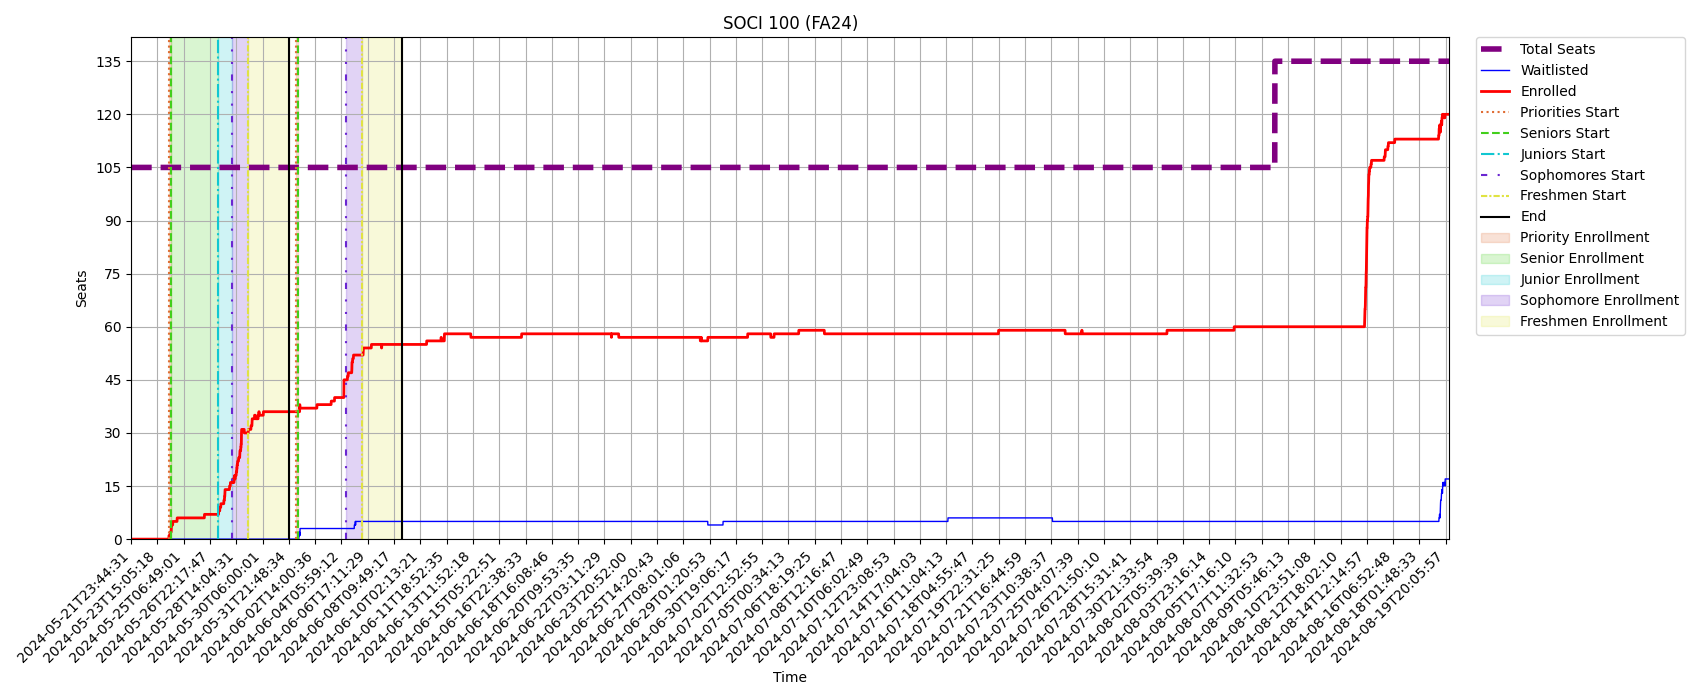 SOCI 100 (FA24)
135
120
105
90
75
60
45
30
15
0
Seats
2024-05-21T23:44:31
2024-05-23T15:05:18
2024-05-25T06:49:01
2024-05-26T22:17:47
2024-05-28T14:04:31
2024-05-30T06:00:01
2024-05-31T21:48:34
2024-06-02T14:00:36
2024-06-04T05:59:12
2024-06-06T17:11:29
2024-06-08T09:49:17
2024-06-10T02:13:21
2024-06-11T18:52:35
2024-06-13T11:52:18
2024-06-15T05:22:51
2024-06-16T22:38:33
2024-06-18T16:08:46
2024-06-20T09:53:35
2024-06-22T03:11:29
2024-06-23T20:52:00
2024-06-25T14:20:43
2024-06-27T08:01:06
2024-06-29T01:20:53
2024-06-30T19:06:17
2024-07-02T12:52:55
2024-07-05T00:34:13
2024-07-06T18:19:25
2024-07-08T12:16:47
2024-07-10T06:02:49
2024-07-12T23:08:53
2024-07-14T17:04:03
2024-07-16T11:04:13
2024-07-18T04:55:47
2024-07-19T22:31:25
2024-07-21T16:44:59
2024-07-23T10:38:37
2024-07-25T04:07:39
2024-07-26T21:50:10
2024-07-28T15:31:41
2024-07-30T21:33:54
2024-08-02T05:39:39
2024-08-03T23:16:14
2024-08-05T17:16:10
2024-08-07T11:32:53
2024-08-09T05:46:13
2024-08-10T23:51:08
2024-08-12T18:02:10
2024-08-14T12:14:57
2024-08-16T06:52:48
2024-08-18T01:48:33
2024-08-19T20:05:57
Time
Total Seats
Waitlisted
Enrolled
Priorities Start
Seniors Start
Juniors Start
Sophomores Start
Freshmen Start
End
Priority Enrollment
Senior Enrollment
Junior Enrollment
Sophomore Enrollment
Freshmen Enrollment